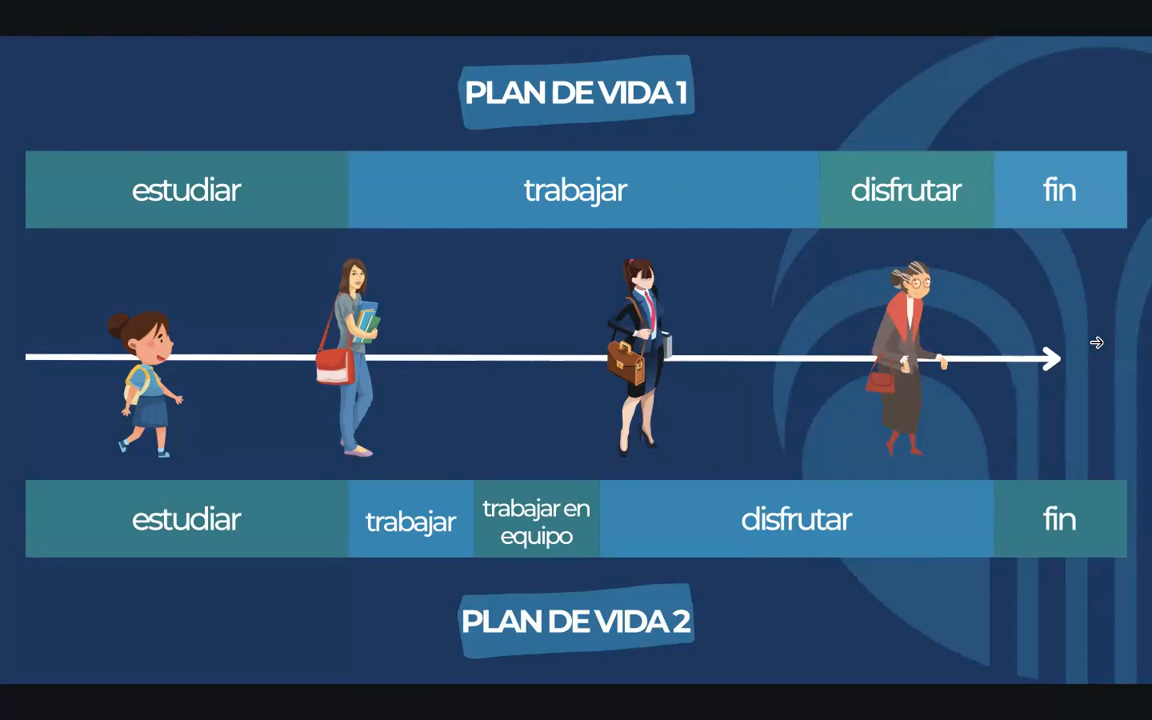 PLAN DE VIDA 1
estudiar
trabajar
disfrutar
fin
estudiar
trabajar
trabajar en
equipo
disfrutar
fin
PLAN DE VIDA 2